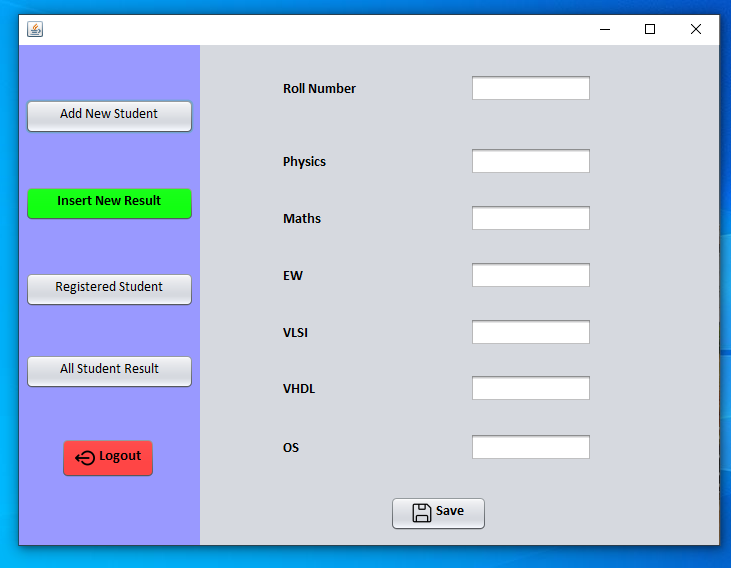 Add New Student
Insert New Result
Registered Student
All Student Result
Logout
Roll Number
Physics
Maths
EW
VLSI
VHDL
OS
Save